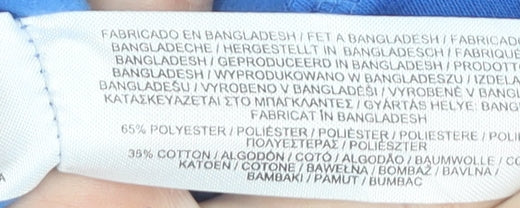 FABRICADO EN BANGLADESH / FET A BANGLADESH / FABRICADO
BANGLADECHE / HERGESTELLT IN BANGLADESCH / FABRIQUÉ
BANGLADESH / GEPRODUCEERD IN BANGLADESH / PRODOTTO
BANGLADESH / WYPRODUKOWANO W BANGLADESZU / IZDELA
BANGLADEŠU / VYROBENO V BANGLADÉŠI / VYROBENÉ V BANGL
ΚΑΤΑΣΚΕΥΑΖΕΤΑΙ ΣΤΟ ΜΠΑΓΚΛΑΝΤΕΣ / GYÁRTÁS HELYE: BANG
FABRICAT ÎN BANGLADESH
65% POLYESTER / POLIÉSTER / POLIÈSTER / POLIESTERE / POLI
ΠΟΛΥΕΣΤΕΡΑΣ / POLIÉSZTER
35% COTTON / ALGODÓN / COTÓ / ALGODÃO / BAUMWOLLE / CO
KATOEN / COTONE / BAWEŁNA / BOMBAŽ / BAVLNA /
ΒΑΜΒΑΚΙ / PAMUT / BUMBAC